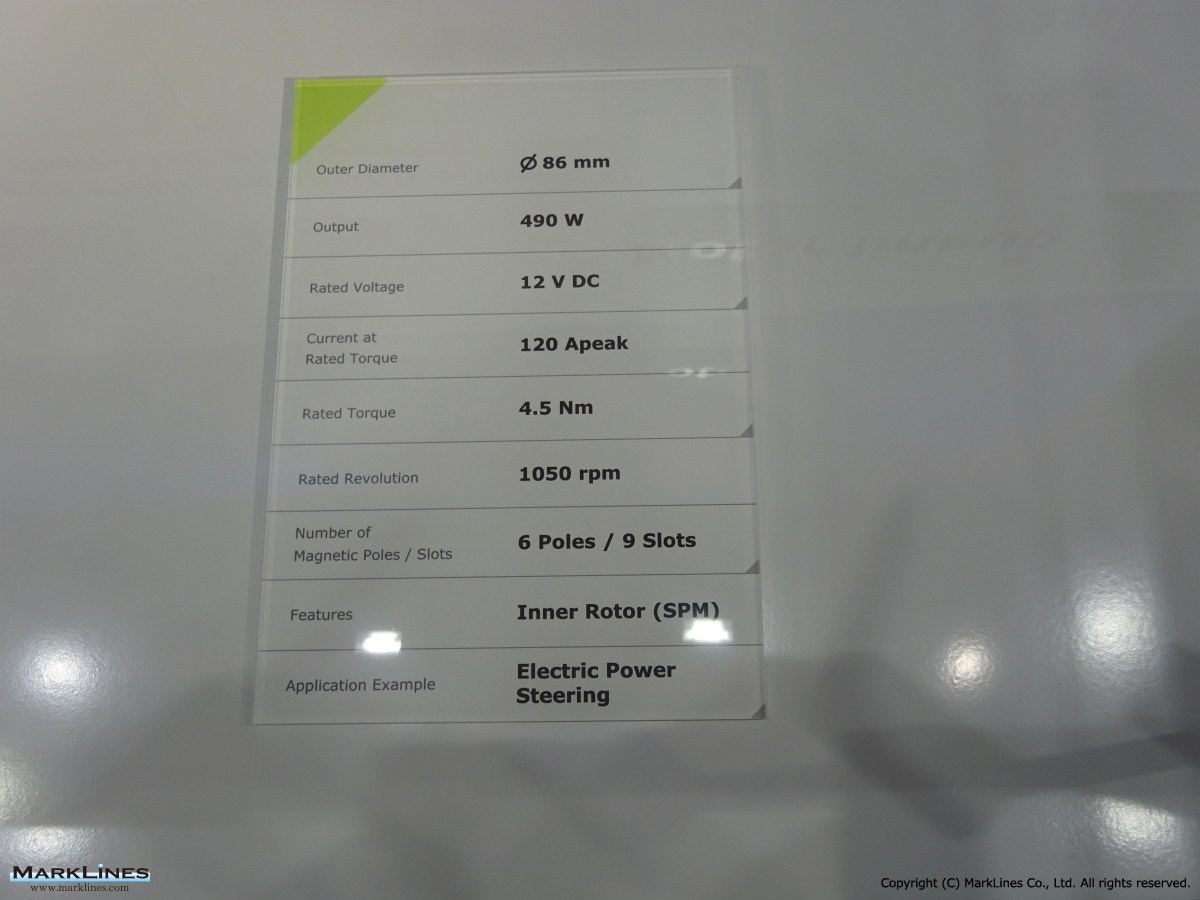 Outer Diameter Ø 86 mm
Output 490 W
Rated Voltage 12 V DC
Current at
Rated Torque 120 Apeak
Rated Torque 4.5 Nm
Rated Revolution 1050 rpm
Number of
Magnetic Poles / Slots 6 Poles / 9 Slots
Features Inner Rotor (SPM)
Application Example Electric Power
Steering
MARKLINES
www.marklines.com
Copyright (C) MarkLines Co., Ltd. All rights reserved.